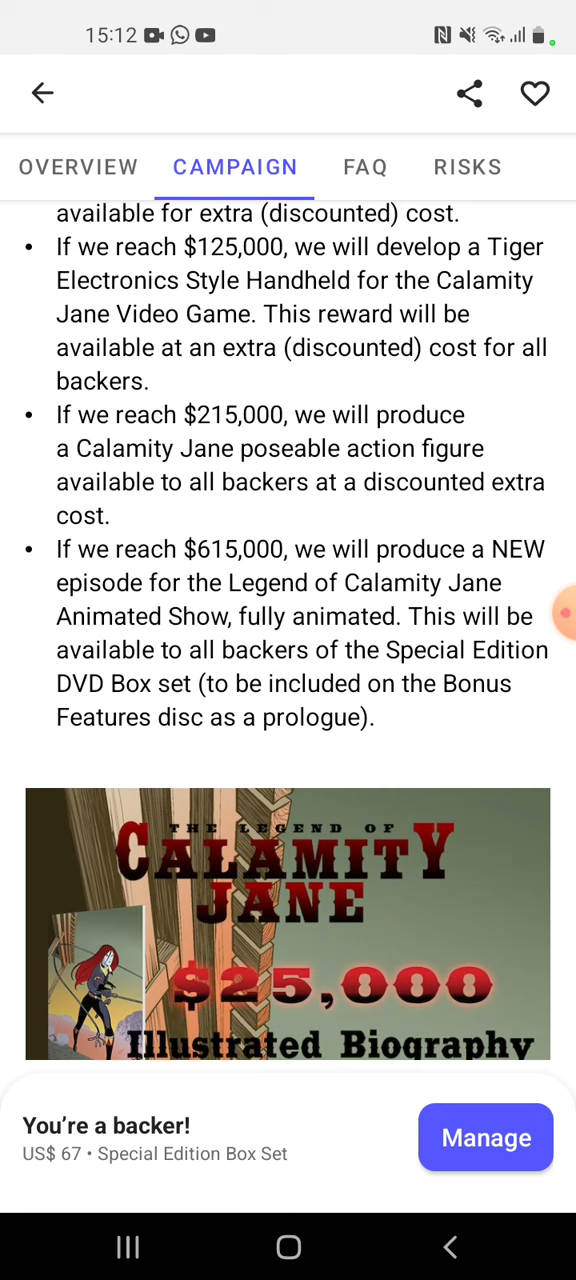 15:12
OVERVIEW CAMPAIGN FAQ RISKS
available for extra (discounted) cost.
• If we reach $125,000, we will develop a Tiger
Electronics Style Handheld for the Calamity
Jane Video Game. This reward will be
available at an extra (discounted) cost for all
backers.
• If we reach $215,000, we will produce
a Calamity Jane poseable action figure
available to all backers at a discounted extra
cost.
• If we reach $615,000, we will produce a NEW
episode for the Legend of Calamity Jane
Animated Show, fully animated. This will be
available to all backers of the Special Edition
DVD Box set (to be included on the Bonus
Features disc as a prologue).
THE LEGEND OF
CALAMITY
JANE
$25,000
Illustrated Biography
You’re a backer!
US$ 67 • Special Edition Box Set
Manage